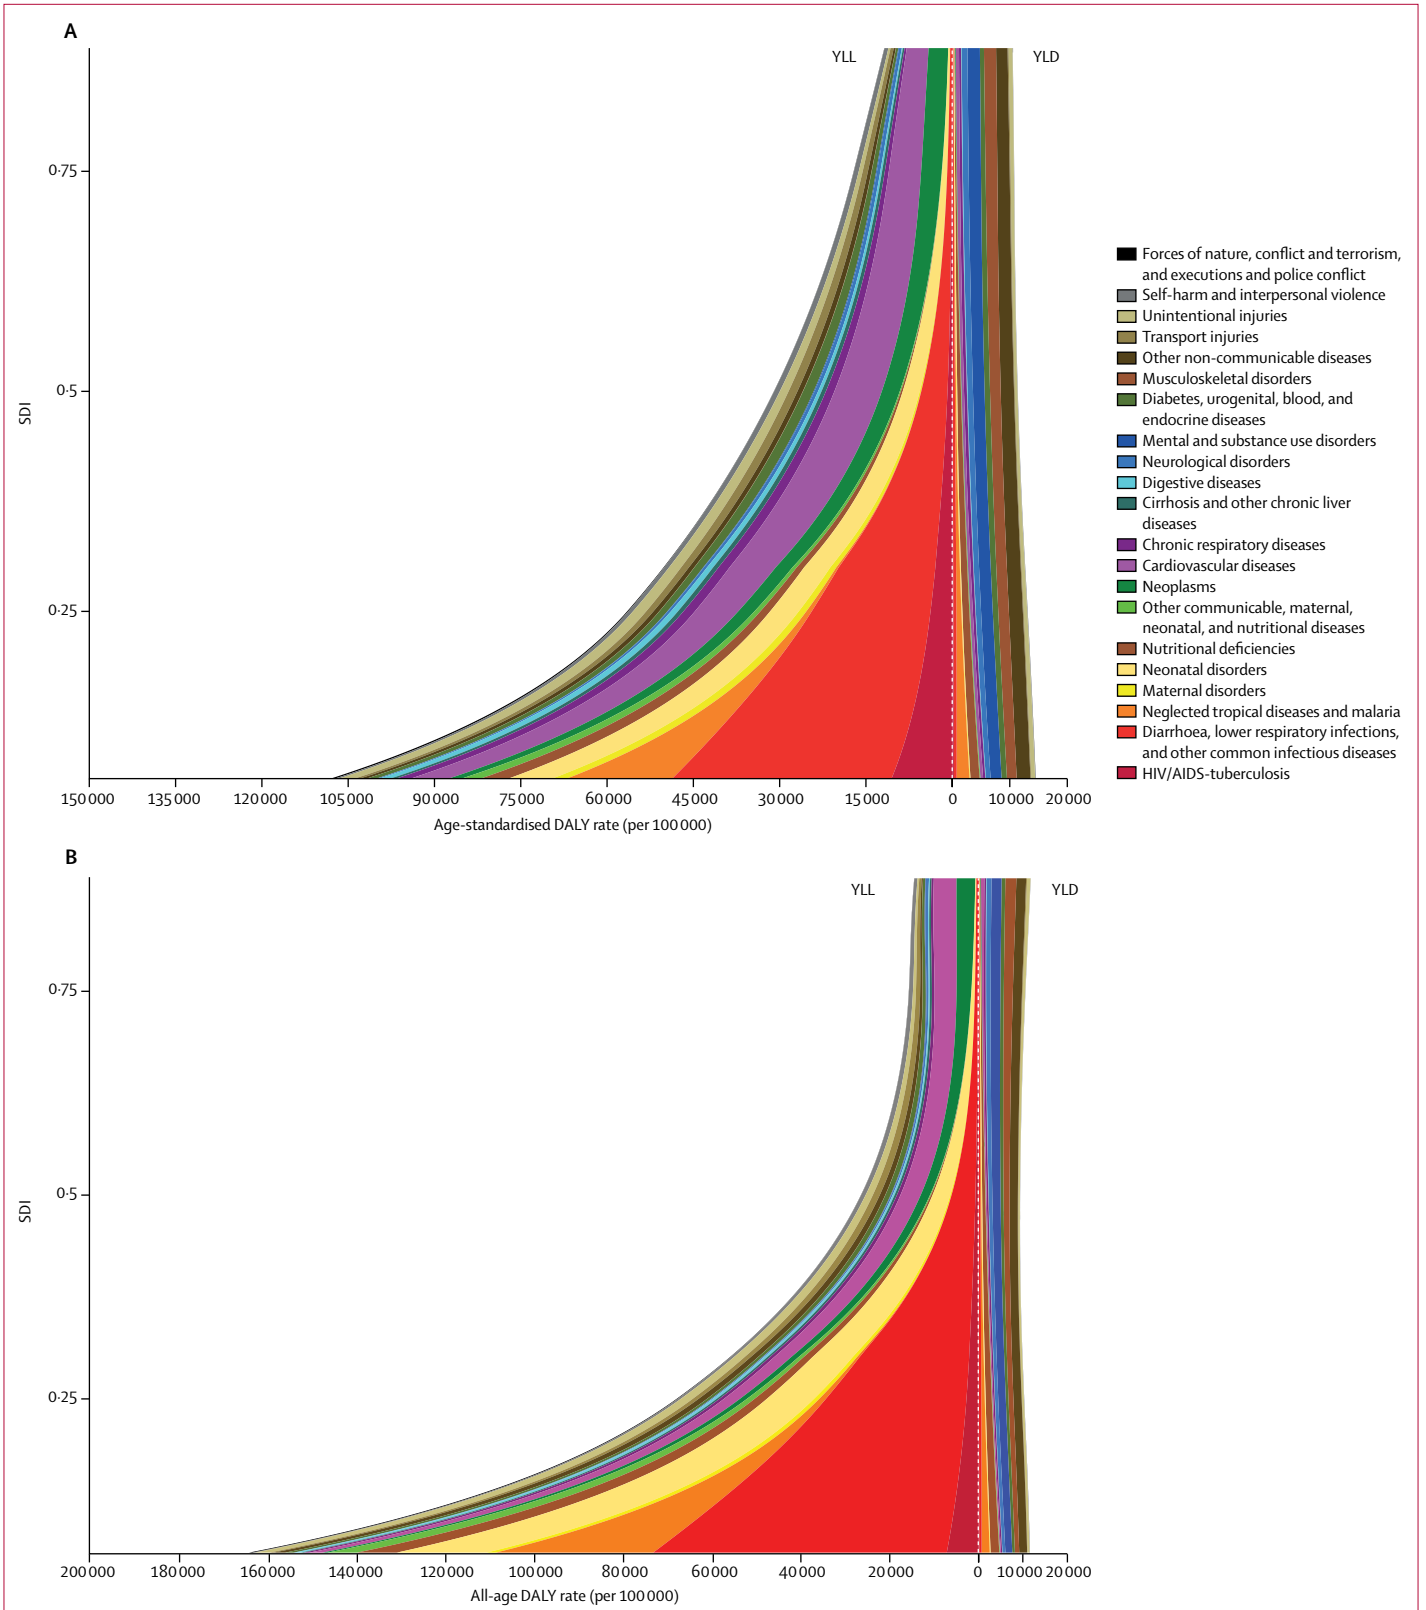 A
YLL
YLD
0·75
0·5
SDI
0·25
150 000 135 000 120 000 105 000 90 000 75 000 60 000 45 000 30 000 15 000 0 10 000 20 000
Age-standardised DALY rate (per 100 000)
Forces of nature, conflict and terrorism,
and executions and police conflict
Self-harm and interpersonal violence
Unintentional injuries
Transport injuries
Other non-communicable diseases
Musculoskeletal disorders
Diabetes, urogenital, blood, and
endocrine diseases
Mental and substance use disorders
Neurological disorders
Digestive diseases
Cirrhosis and other chronic liver
diseases
Chronic respiratory diseases
Cardiovascular diseases
Neoplasms
Other communicable, maternal,
neonatal, and nutritional diseases
Nutritional deficiencies
Neonatal disorders
Maternal disorders
Neglected tropical diseases and malaria
Diarrhoea, lower respiratory infections,
and other common infectious diseases
HIV/AIDS-tuberculosis
B
YLL
YLD
0·75
0·5
SDI
0·25
200 000 180 000 160 000 140 000 120 000 100 000 80 000 60 000 40 000 20 000 0 10 000 20 000
All-age DALY rate (per 100 000)